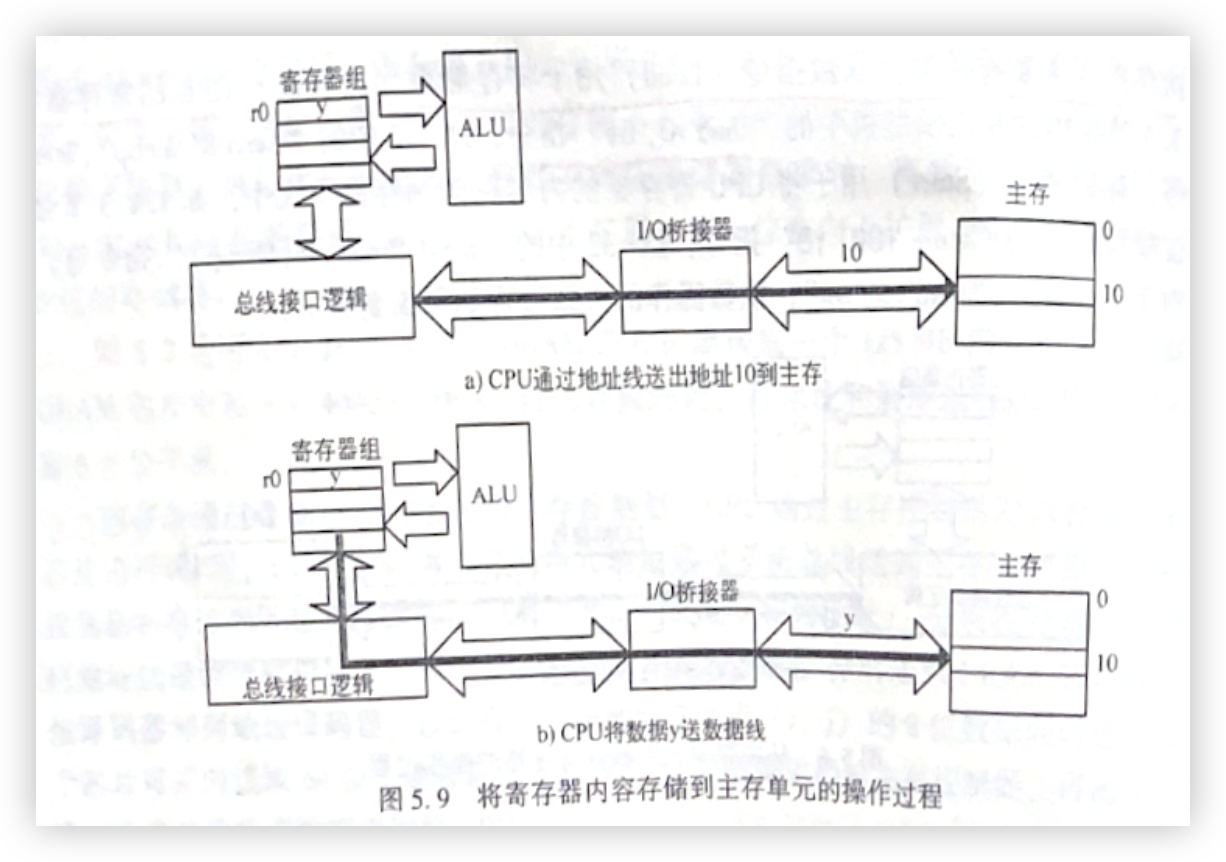 寄存器组
r0
y
ALU
总线接口逻辑
I/O桥接器
10
主存
0
10
a) CPU通过地址线送出地址10到主存
寄存器组
r0
y
ALU
总线接口逻辑
I/O桥接器
y
主存
0
10
b) CPU将数据y送数据线
图 5.9 将寄存器内容存储到主存单元的操作过程